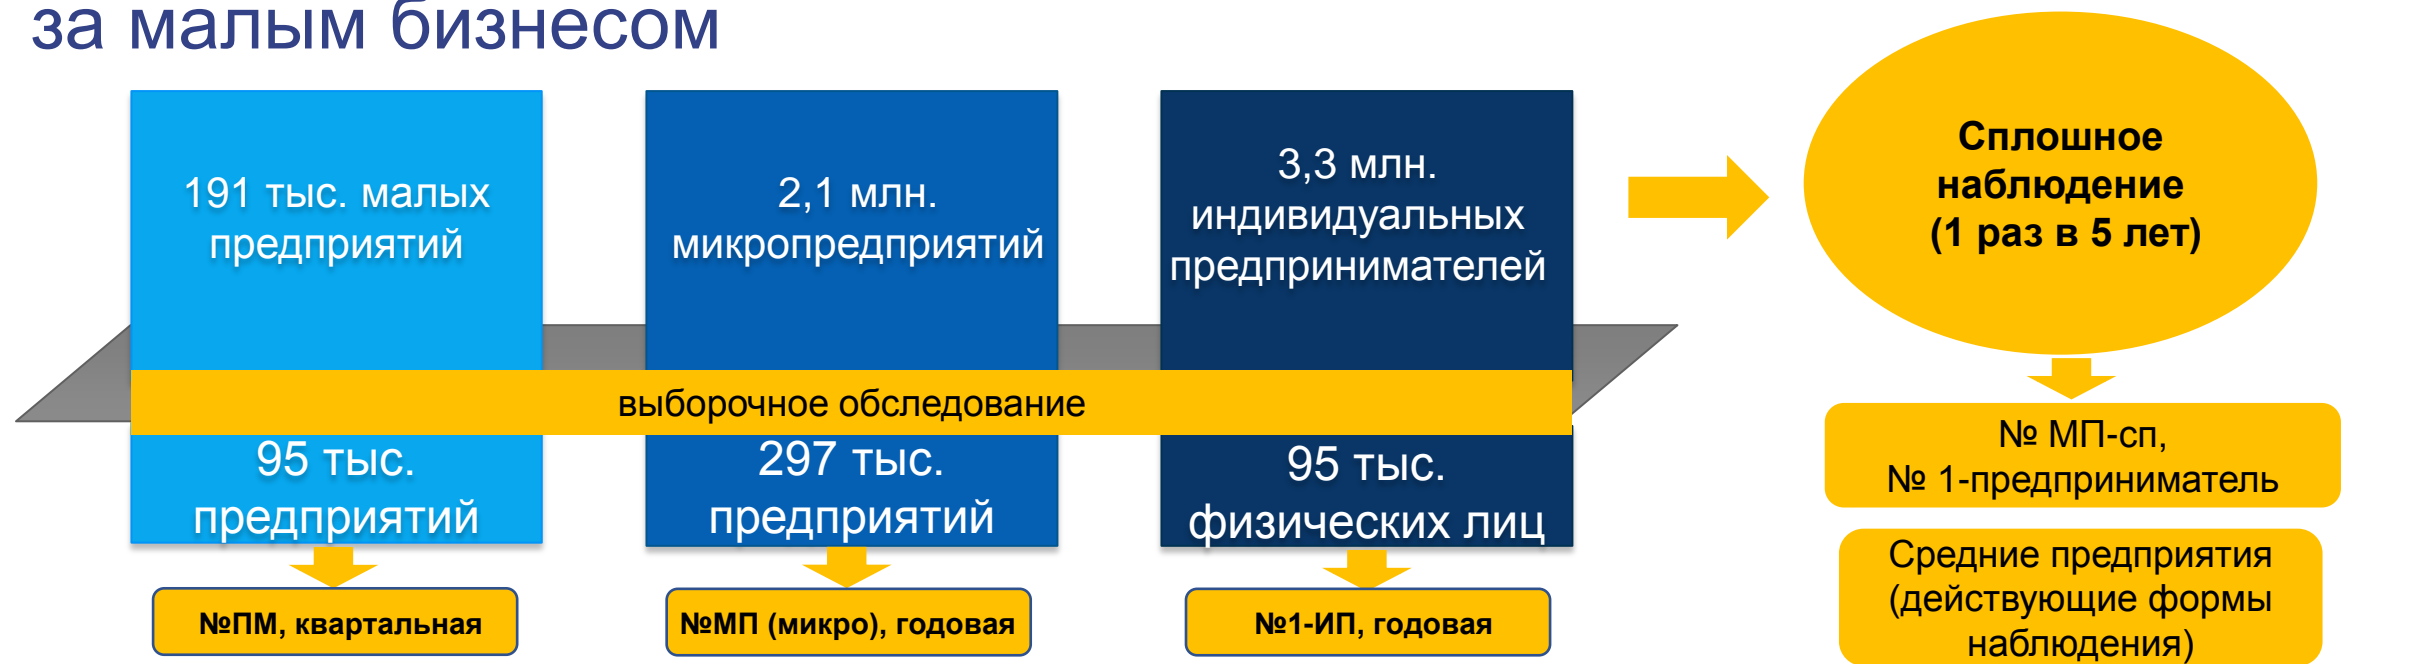 за малым бизнесом
191 тыс. малых
предприятий
2,1 млн.
микропредприятий
3,3 млн.
индивидуальных
предпринимателей
Сплошное
наблюдение
(1 раз в 5 лет)
выборочное обследование
95 тыс.
предприятий
297 тыс.
предприятий
95 тыс.
физических лиц
№ МП-сп,
№ 1-предприниматель
№ПМ, квартальная
№МП (микро), годовая
№1-ИП, годовая
Средние предприятия
(действующие формы
наблюдения)